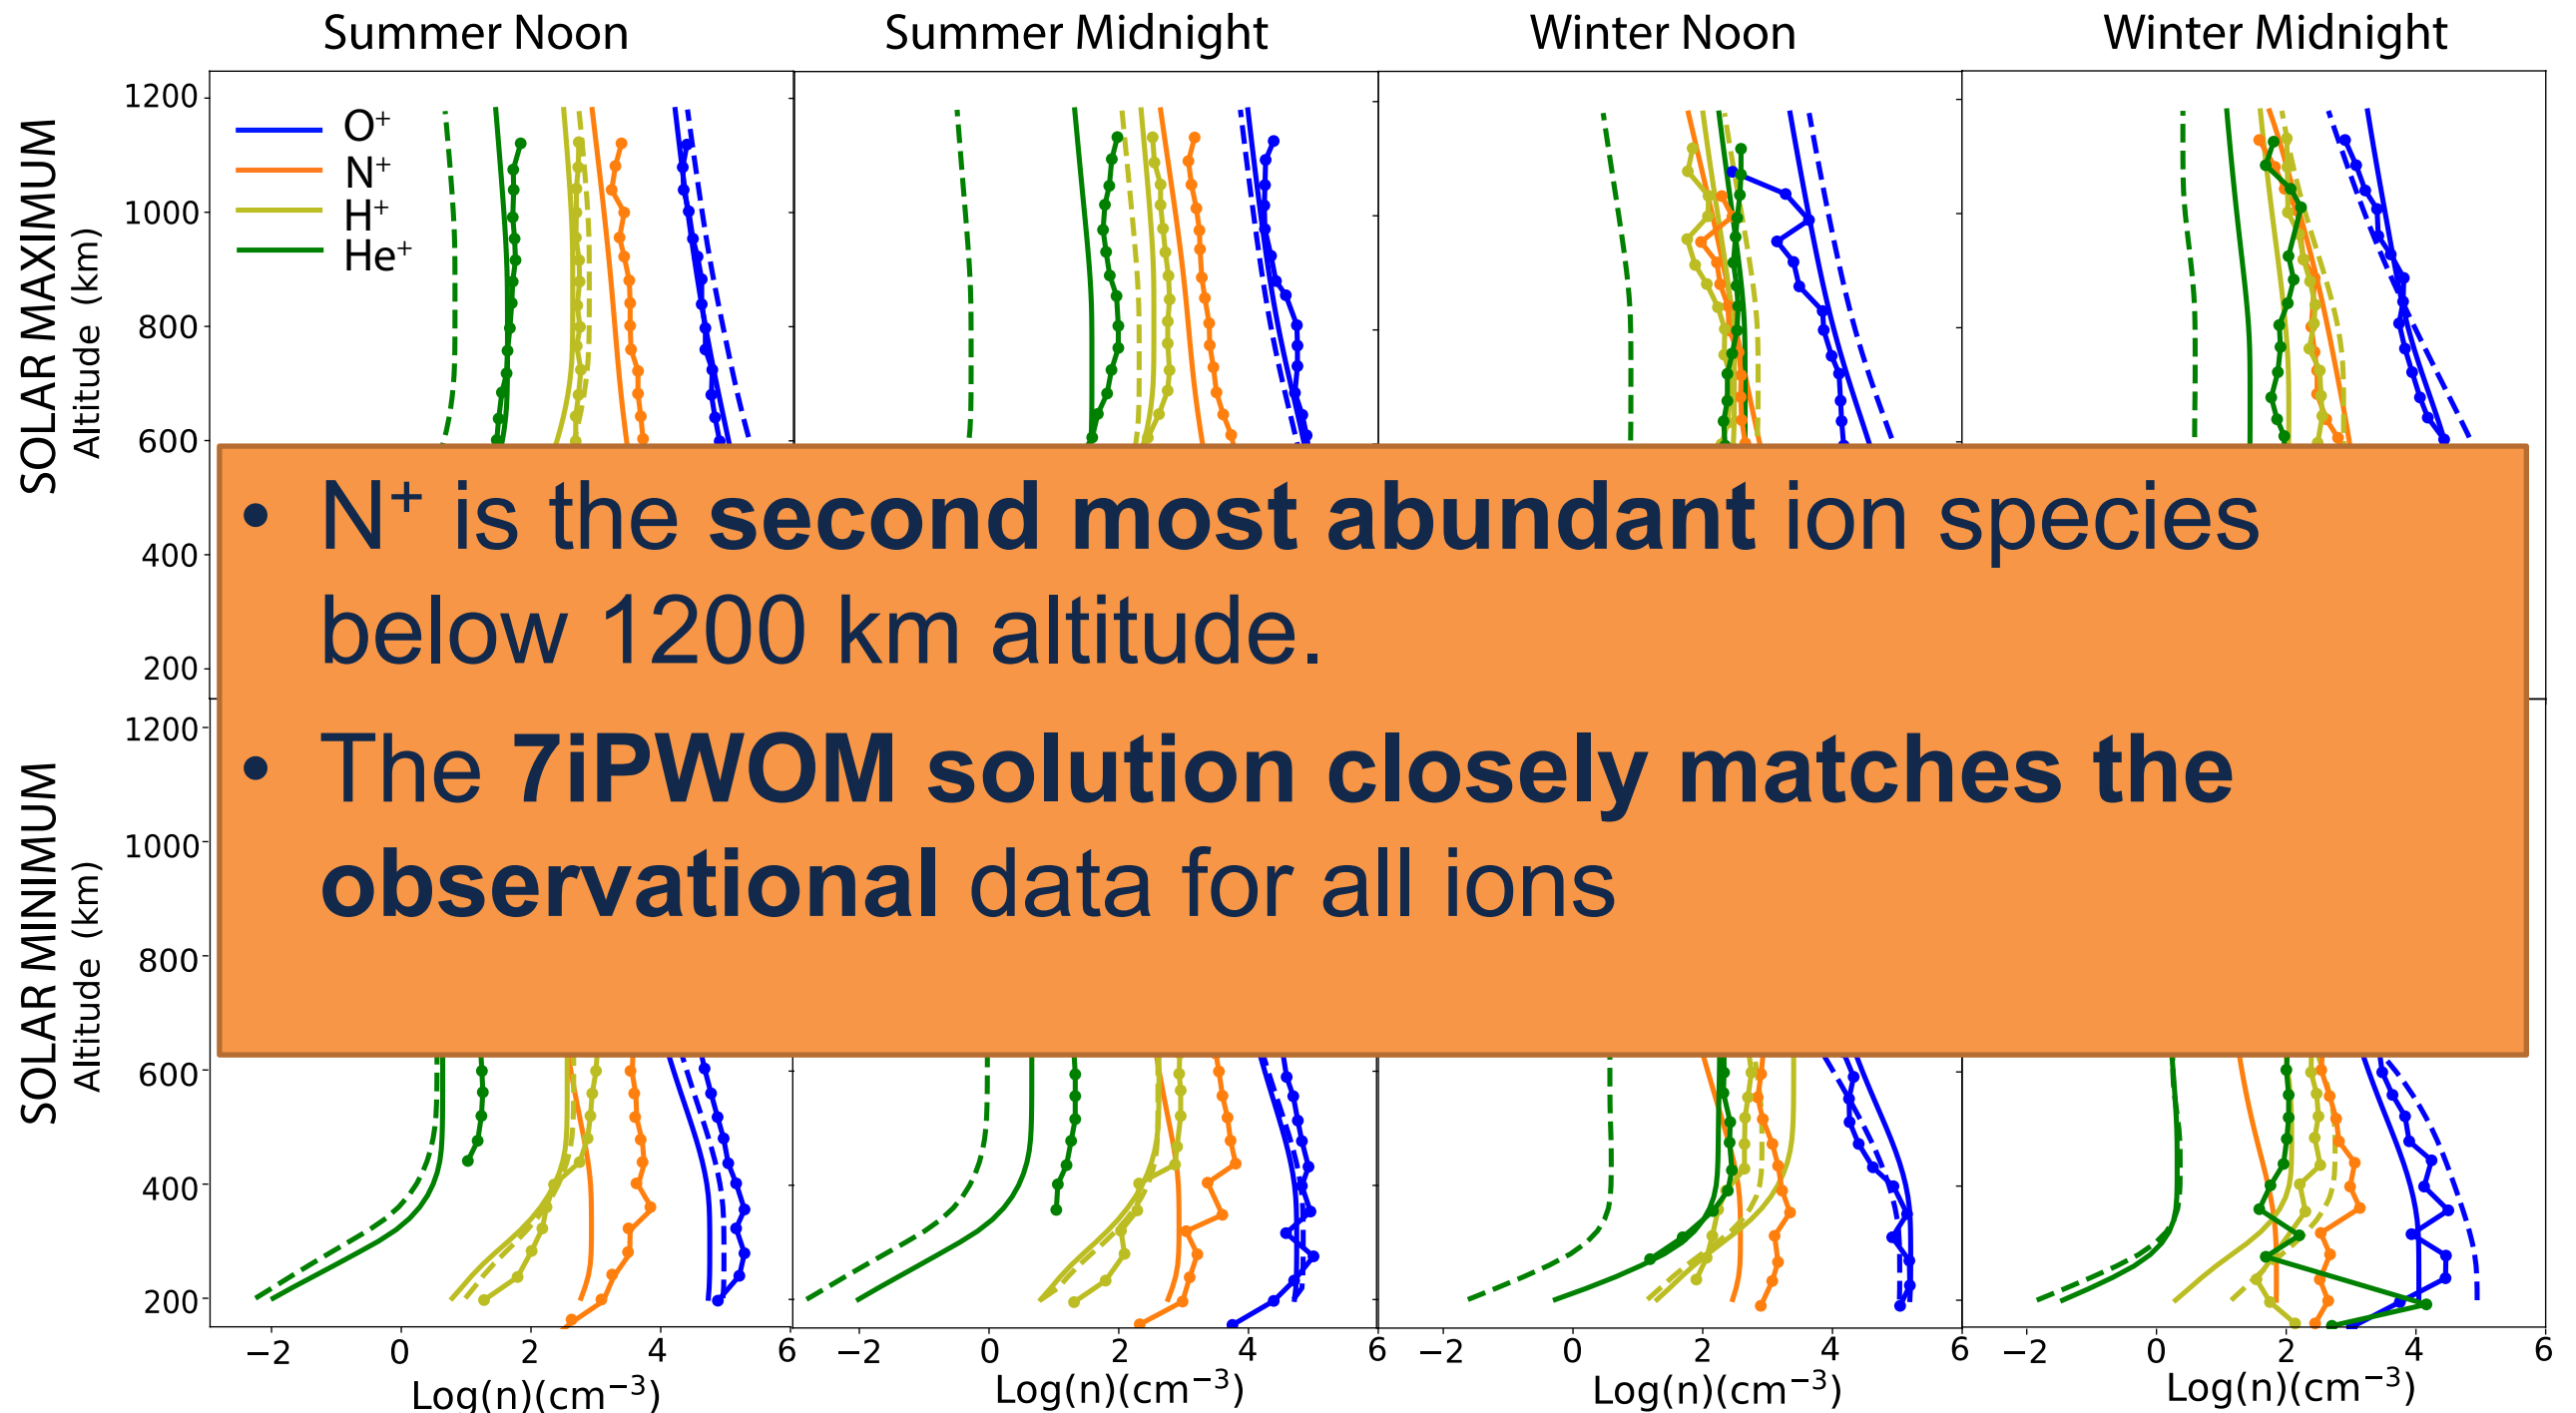 Summer Noon
Summer Midnight
Winter Noon
Winter Midnight
SOLAR MAXIMUM
Altitude (km)
1200
1000
800
600
400
200
O⁺
N⁺
H⁺
He⁺
• N⁺ is the second most abundant ion species
below 1200 km altitude.
• The 7iPWOM solution closely matches the
observational data for all ions
SOLAR MINIMUM
Altitude (km)
1200
1000
800
600
400
200
−2 0 2 4 6
−2 0 2 4 6
−2 0 2 4 6
−2 0 2 4 6
Log(n)(cm⁻³)
Log(n)(cm⁻³)
Log(n)(cm⁻³)
Log(n)(cm⁻³)